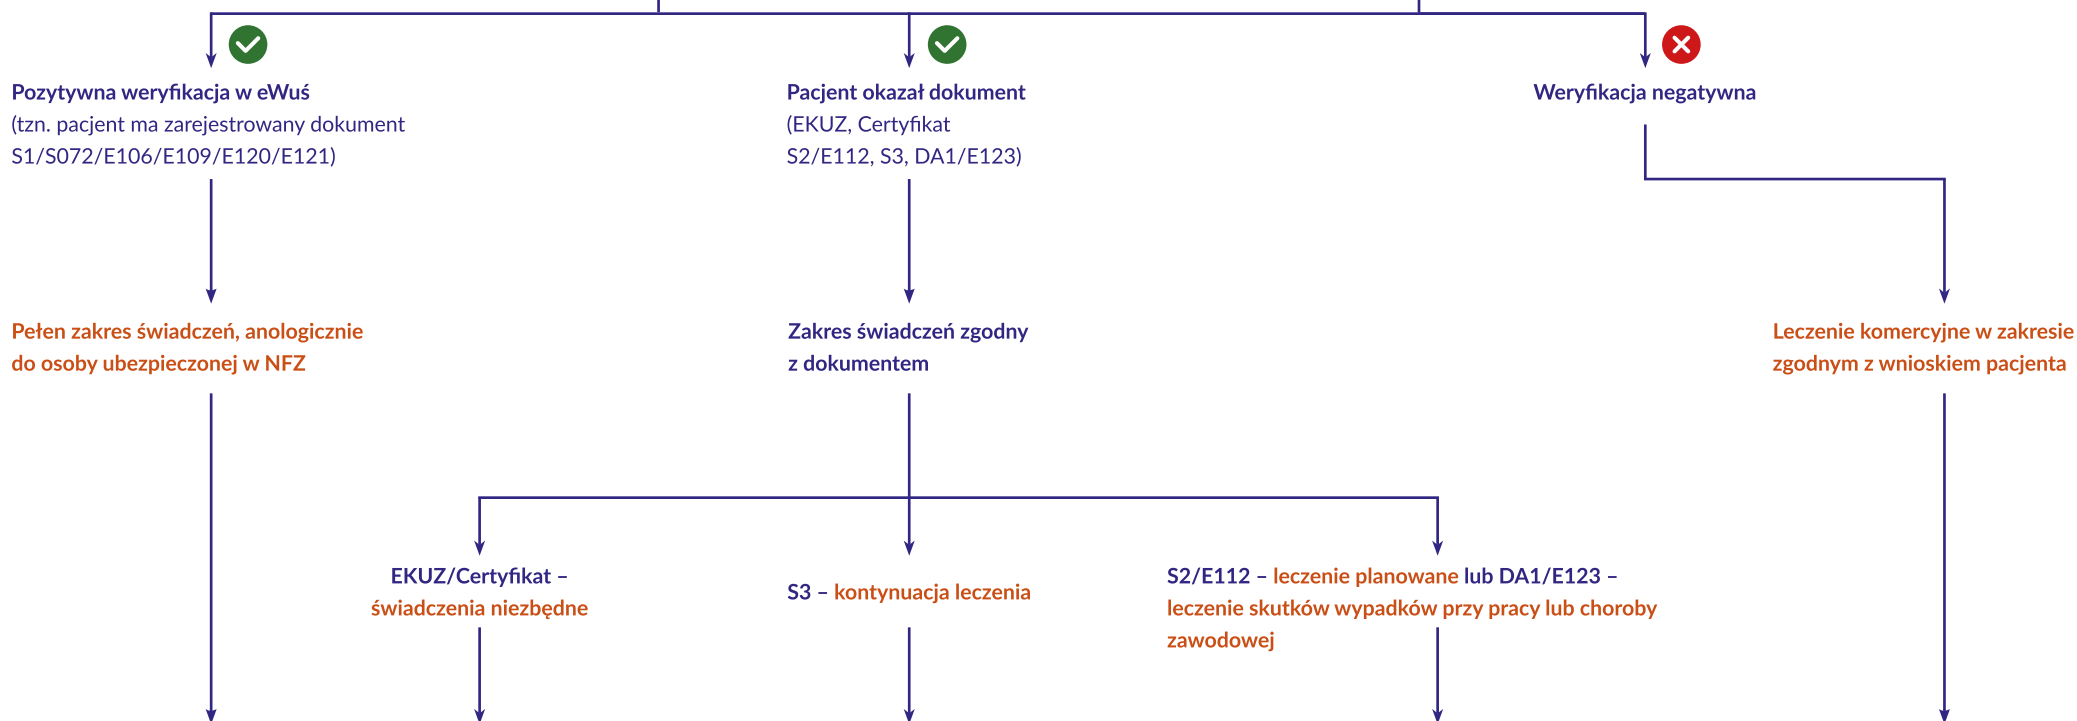 Pozytywna weryfikacja w eWuś
(tzn. pacjent ma zarejestrowany dokument
S1/S072/E106/E109/E120/E121)
Pacjent okazał dokument
(EKUZ, Certyfikat
S2/E112, S3, DA1/E123)
Weryfikacja negatywna
Pełen zakres świadczeń, anologicznie
do osoby ubezpieczonej w NFZ
Zakres świadczeń zgodny
z dokumentem
Leczenie komercyjne w zakresie
zgodnym z wnioskiem pacjenta
EKUZ/Certyfikat –
świadczenia niezbędne
S3 – kontynuacja leczenia
S2/E112 – leczenie planowane lub DA1/E123 –
leczenie skutków wypadków przy pracy lub choroby
zawodowej